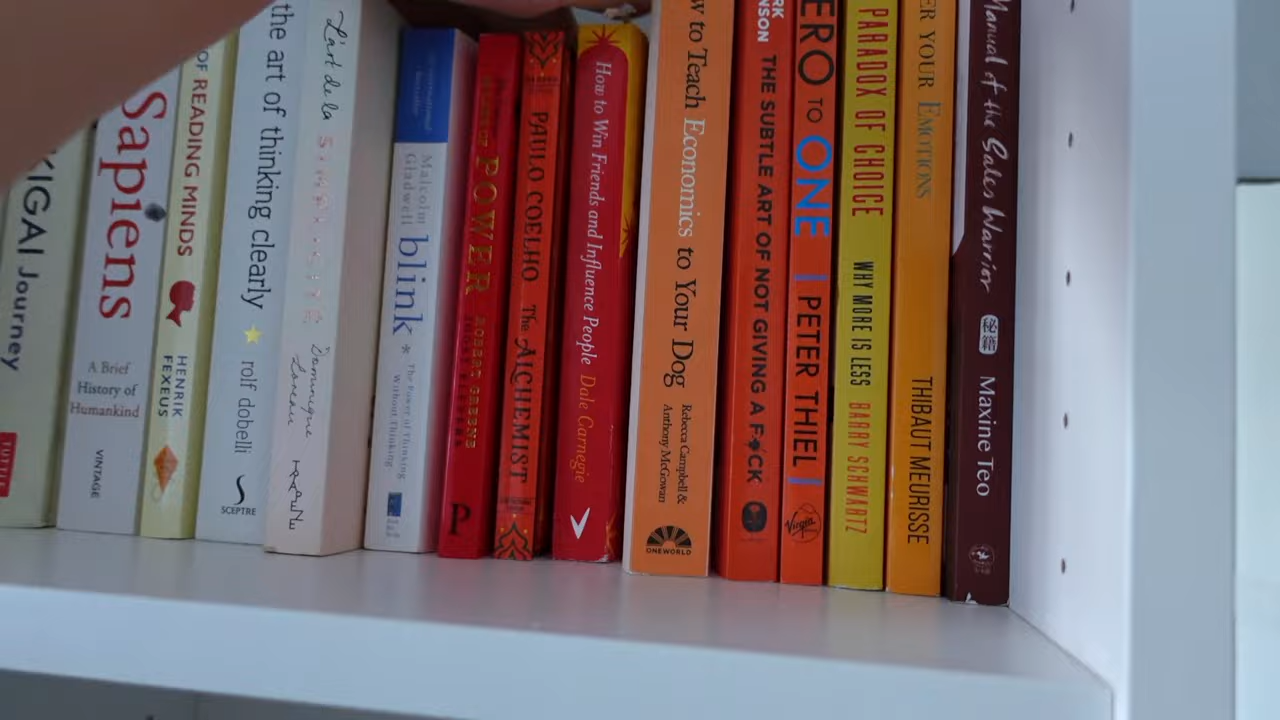 KIGAI Journey
TUTTLE
Sapiens
A Brief
History of
Humankind
VINTAGE
OF READING MINDS
HENRIK
FEXEUS
the art of thinking clearly
rolf dobelli
SCEPTRE
L'art de la
Dominique
Loreau
Malcolm
Gladwell
blink
The Power of Thinking
Without Thinking
POWER
ROBERT GREENE
P
PAULO COELHO The ALCHEMIST
How to Win Friends and Influence People Dale Carnegie
w to Teach Economics to Your Dog
Rebecca Campbell &
Anthony McGowan
ONEWORLD
RK
NSON
THE SUBTLE ART OF NOT GIVING A F*CK
ERO TO ONE | PETER THIEL |
Virgin
PARADOX OF CHOICE
WHY MORE IS LESS
BARRY SCHWARTZ
ER YOUR EMOTIONS
THIBAUT MEURISSE
Manual of the Sales Warrior
Maxine Teo